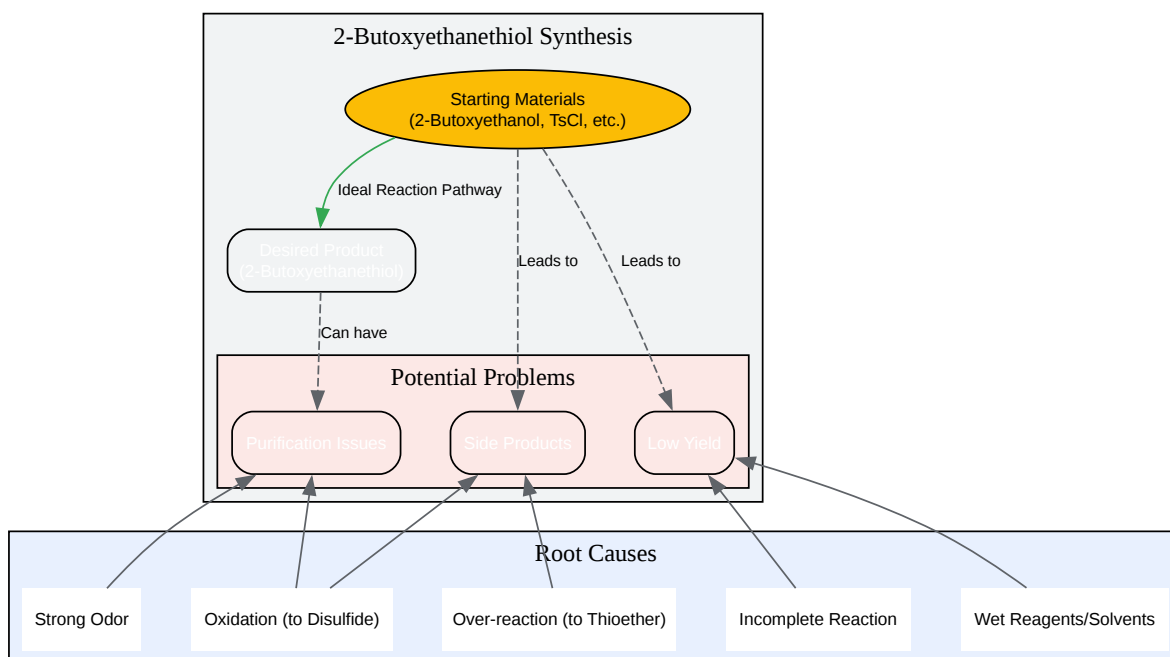 2-Butoxyethanethiol Synthesis
Starting Materials
(2-Butoxyethanol, TsCl, etc.)
Ideal Reaction Pathway
Desired Product
(2-Butoxyethanethiol)
Leads to
Leads to
Can have
Potential Problems
Purification Issues
Side Products
Low Yield
Root Causes
Strong Odor
Oxidation (to Disulfide)
Over-reaction (to Thioether)
Incomplete Reaction
Wet Reagents/Solvents